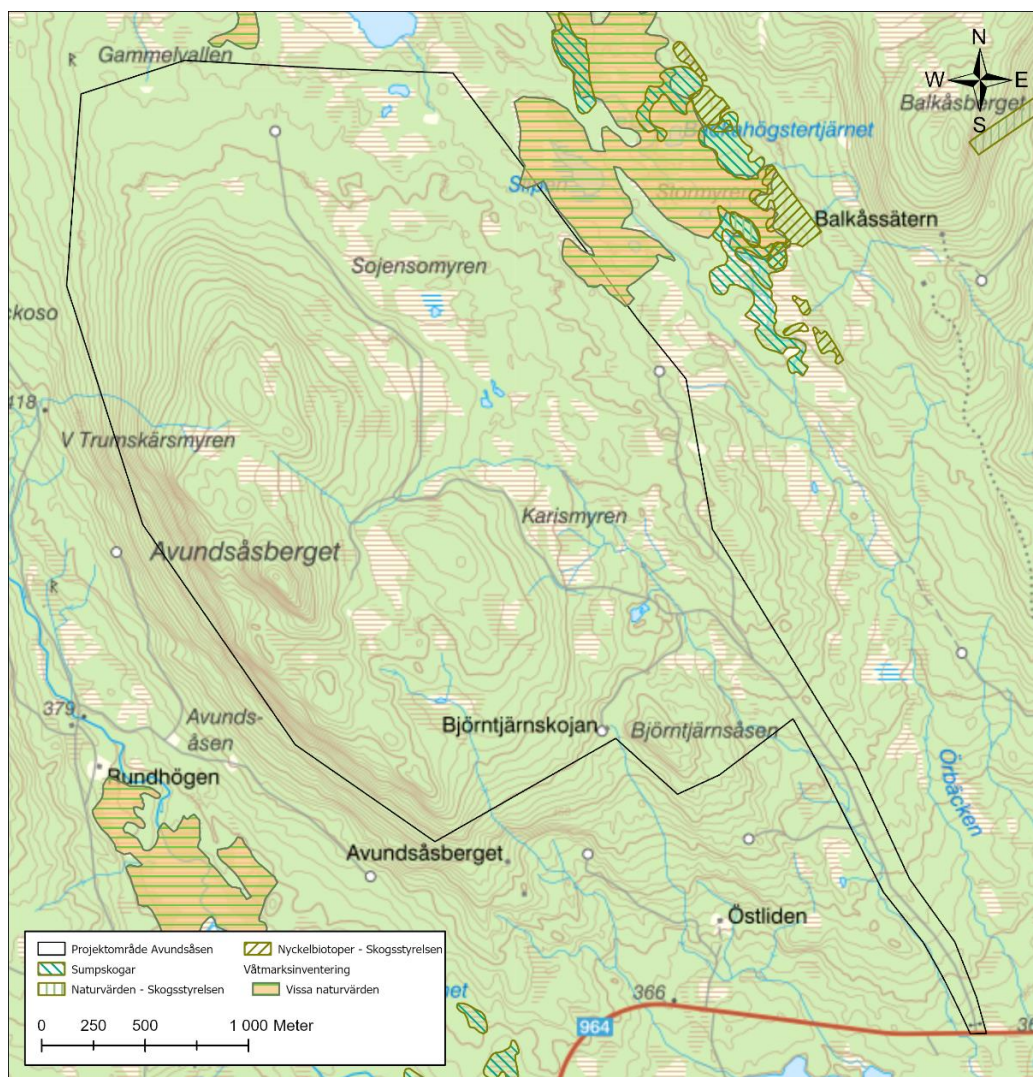 Gammelvallen
R
N
W E
S
Balkåsberget
Stormyren
Balkåssätern
Sojensomyren
ckoso
418
V Trumskärsmyren
Karismyren
Avundsåsberget
R
379
Avunds-
åsen
Björntjärnskojan
Björntjärnsåsen
Rundhögen
Örbäcken
Avundsåsberget
Östliden
366
964
36
Projektområde Avundsåsen
Sumpskogar
Naturvärden - Skogsstyrelsen
Nyckelbiotoper - Skogsstyrelsen
Våtmarksinventering
Vissa naturvärden
0 250 500 1 000 Meter